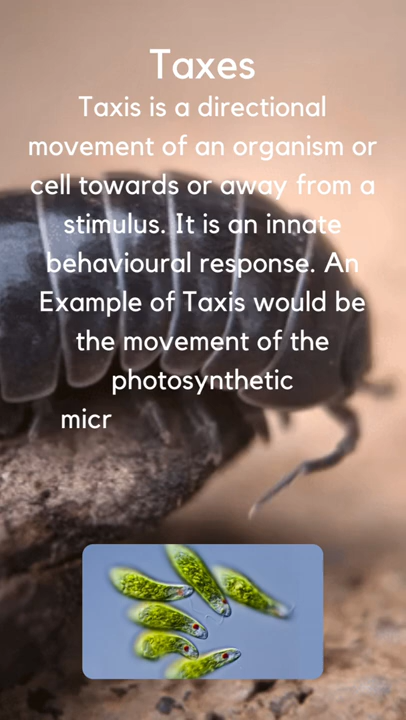 Taxes
Taxis is a directional
movement of an organism or
cell towards or away from a
stimulus. It is an innate
behavioural response. An
Example of Taxis would be
the movement of the
photosynthetic
micr